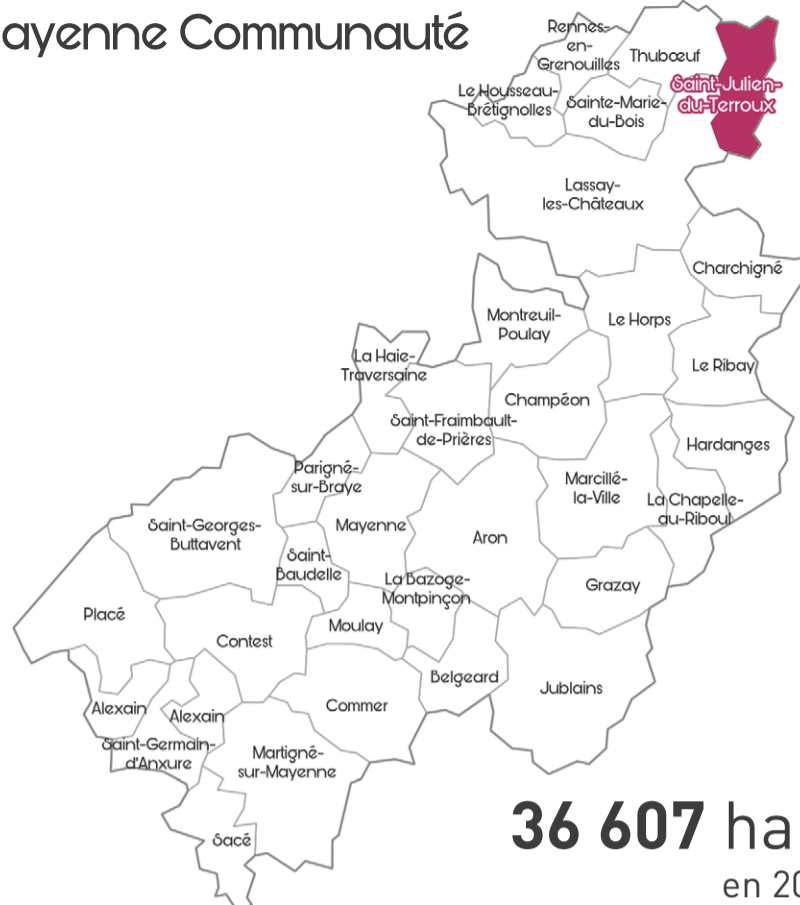 ayenne Communauté
Rennes-
en-
Grenouilles
Thubœuf
Saint-Julien-
du-Terroux
Le Housseau-
Brétignolles
Sainte-Marie-
du-Bois
Lassay-
les-Châteaux
Charchigné
Montreuil-
Poulay
Le Horps
La Haie-
Traversaine
Le Ribay
Champéon
Saint-Fraimbault-
de-Prières
Hardanges
Parigné-
sur-Braye
Marcillé-
la-Ville
La Chapelle-
au-Riboul
Saint-Georges-
Buttavent
Mayenne
Aron
Saint-
Baudelle
La Bazoge-
Montpinçon
Grazay
Placé
Contest
Moulay
Belgeard
Jublains
Alexain
Alexain
Commer
Saint-Germain-
d'Anxure
Martigné-
sur-Mayenne
Sacé
36 607 ha
en 20